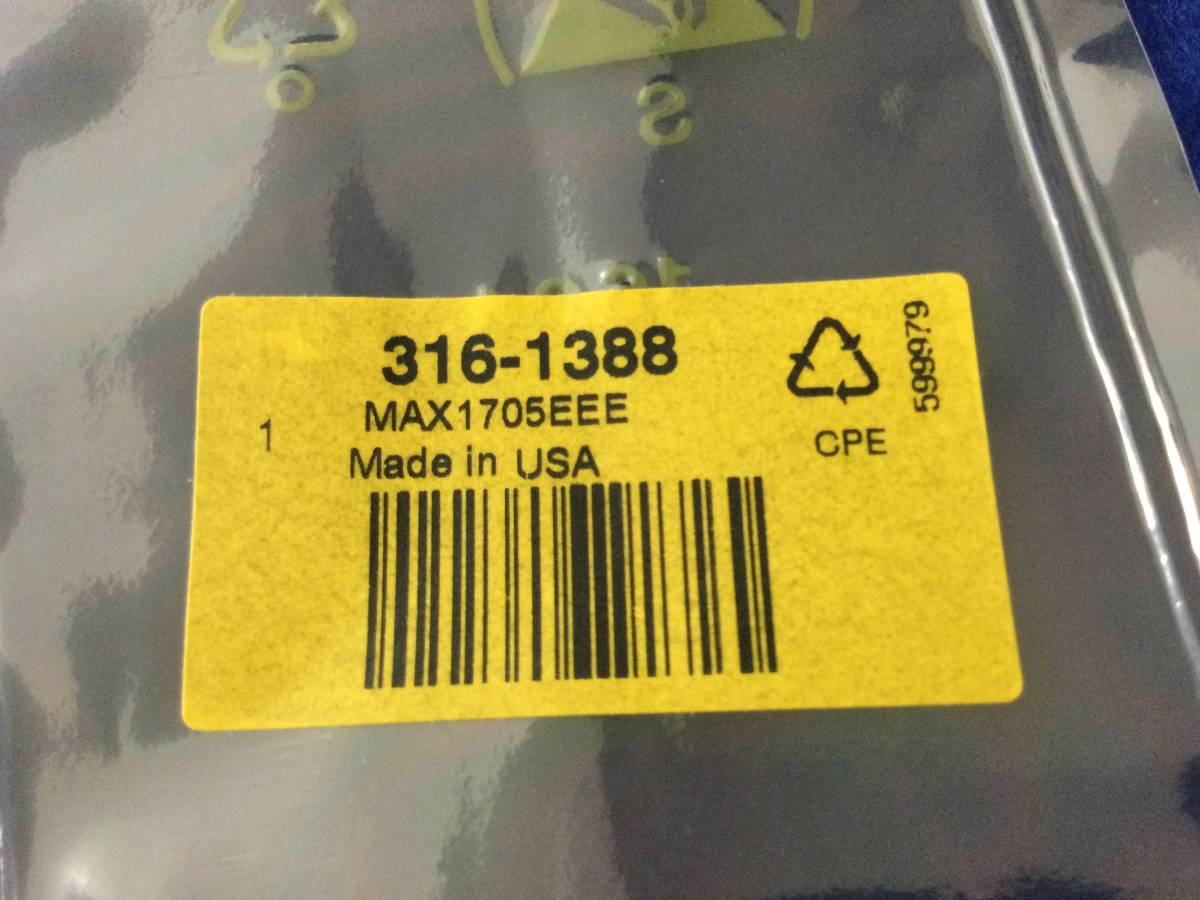 316-1388
MAX1705EEE
1
Made in USA
CPE
599979